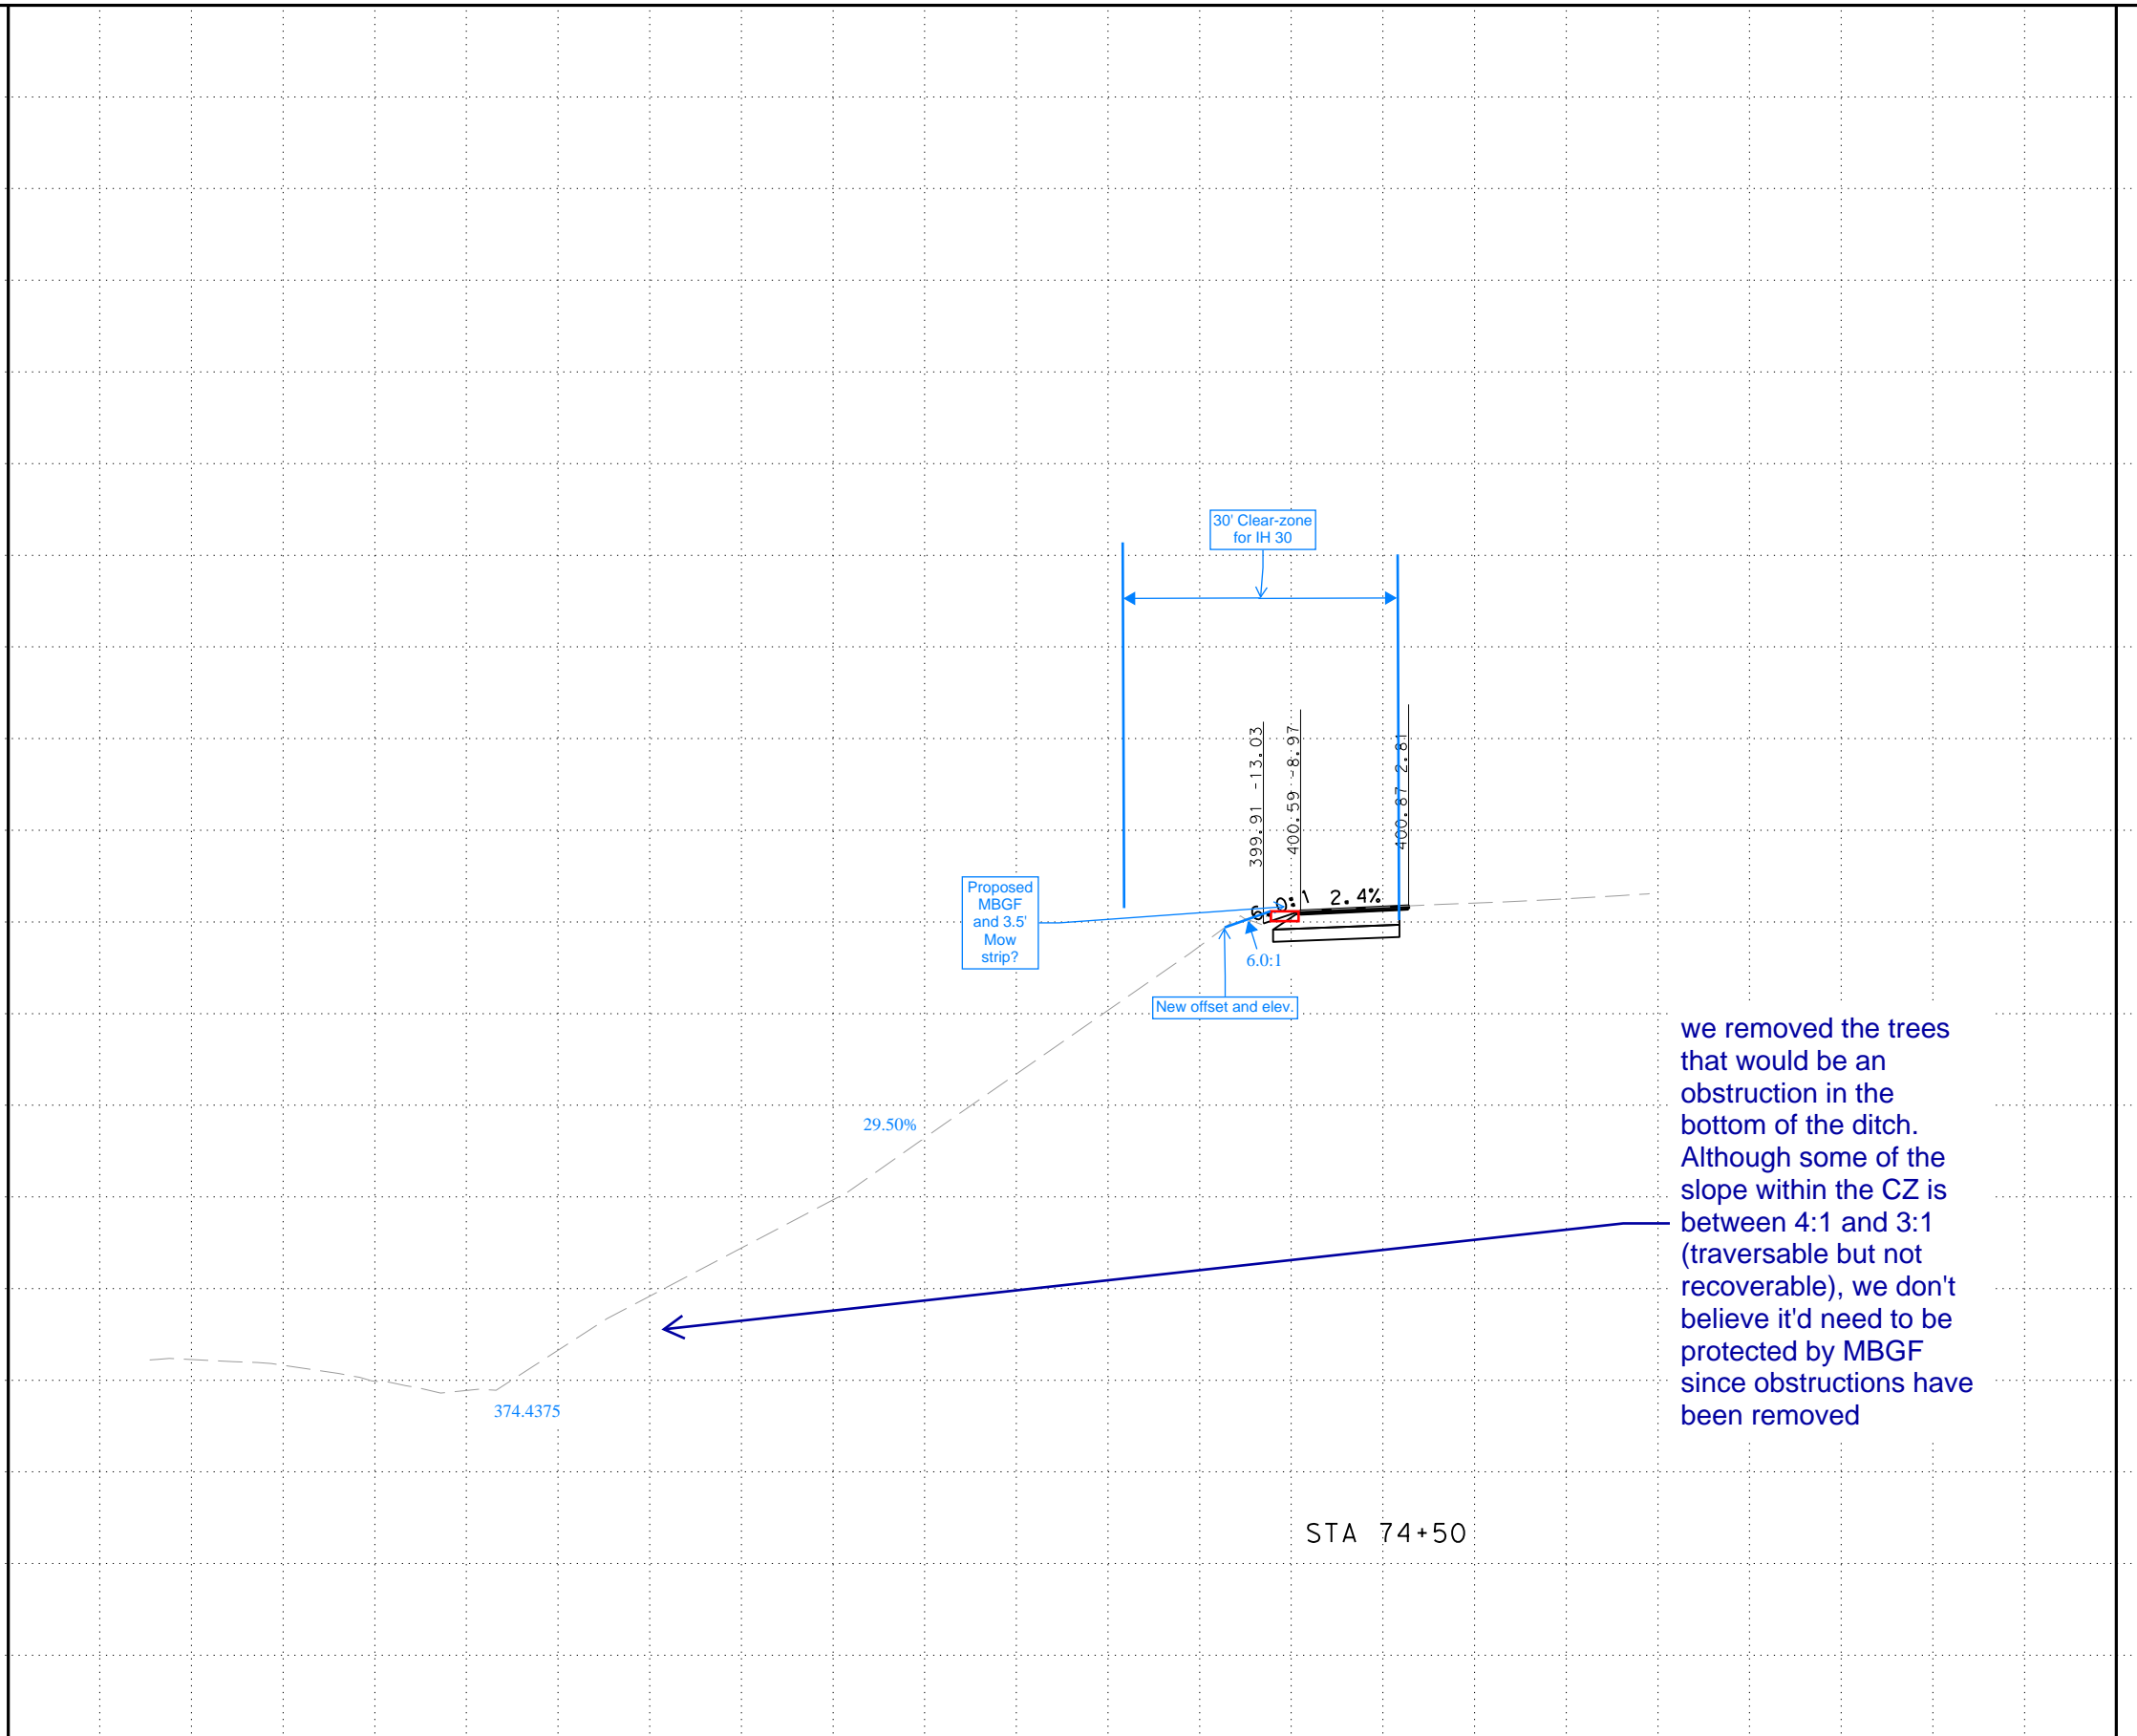 30' Clear-zone
for IH 30
399.91 -13.03
400.59 -8.97
400.87 2.81
Proposed
MBGF
and 3.5'
Mow
strip?
6.0:1 2.4%
6.0:1
New offset and elev.
we removed the trees
that would be an
obstruction in the
bottom of the ditch.
Although some of the
slope within the CZ is
between 4:1 and 3:1
(traversable but not
recoverable), we don't
believe it'd need to be
protected by MBGF
since obstructions have
been removed
29.50%
374.4375
STA 74+50